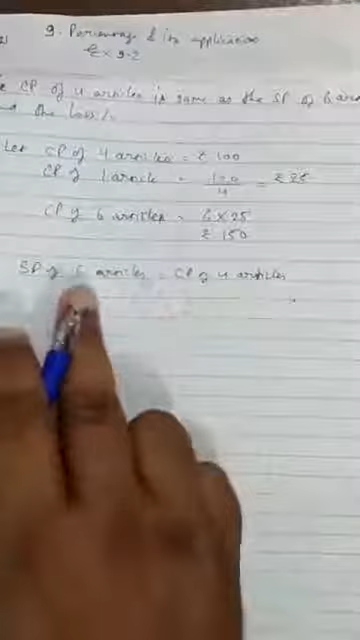 9. Percentage & its application
Ex 9.2
CP of 4 articles is same as the SP of 6 ar
the loss%.
Let CP of 4 articles = ₹ 100
CP of 1 article = 100/4 = ₹ 25
CP of 6 articles = 6 × 25
₹ 150
SP of 6 articles = CP of 4 articles